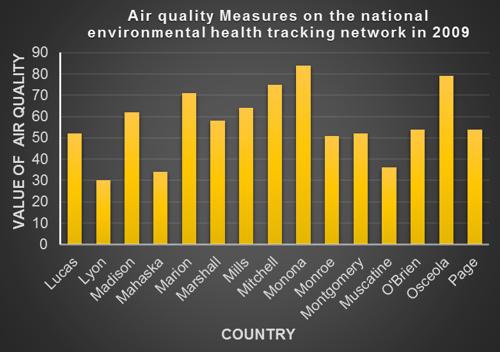 Air quality Measures on the national
environmental health tracking network in 2009
VALUE OF AIR QUALITY
90
80
70
60
50
40
30
20
10
0
Lucas
Lyon
Madison
Mahaska
Marion
Marshall
Mills
Mitchell
Monona
Monroe
Montgomery
Muscatine
O'Brien
Osceola
Page
COUNTRY